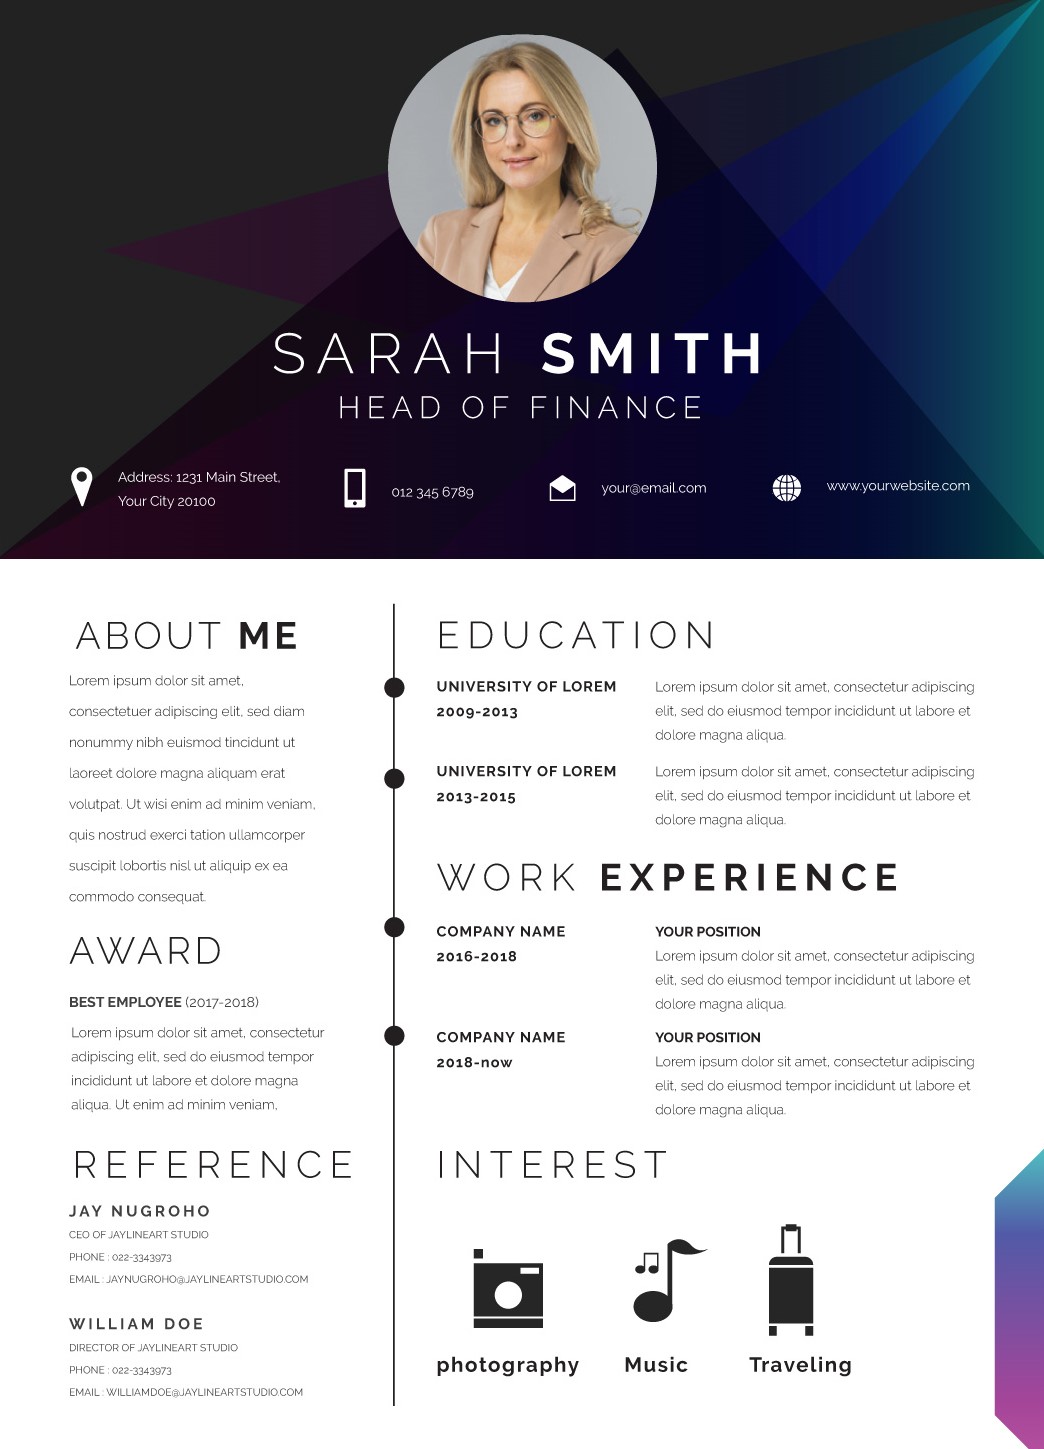 SARAH SMITH
HEAD OF FINANCE
Address: 1231 Main Street,
Your City 20100
012 345 6789
your@email.com
www.yourwebsite.com
ABOUT ME
Lorem ipsum dolor sit amet,
consectetuer adipiscing elit, sed diam
nonummy nibh euismod tincidunt ut
laoreet dolore magna aliquam erat
volutpat. Ut wisi enim ad minim veniam,
quis nostrud exerci tation ullamcorper
suscipit lobortis nisl ut aliquip ex ea
commodo consequat.
AWARD
BEST EMPLOYEE (2017-2018)
Lorem ipsum dolor sit amet, consectetur
adipiscing elit, sed do eiusmod tempor
incididunt ut labore et dolore magna
aliqua. Ut enim ad minim veniam,
REFERENCE
JAY NUGROHO
CEO OF JAYLINEART STUDIO
PHONE : 022-3343973
EMAIL : JAYNUGROHO@JAYLINEARTSTUDIO.COM
WILLIAM DOE
DIRECTOR OF JAYLINEART STUDIO
PHONE : 022-3343973
EMAIL : WILLIAMDOE@JAYLINEARTSTUDIO.COM
EDUCATION
UNIVERSITY OF LOREM
2009-2013
Lorem ipsum dolor sit amet, consectetur adipiscing
elit, sed do eiusmod tempor incididunt ut labore et
dolore magna aliqua.
UNIVERSITY OF LOREM
2013-2015
Lorem ipsum dolor sit amet, consectetur adipiscing
elit, sed do eiusmod tempor incididunt ut labore et
dolore magna aliqua.
WORK EXPERIENCE
COMPANY NAME
2016-2018
YOUR POSITION
Lorem ipsum dolor sit amet, consectetur adipiscing
elit, sed do eiusmod tempor incididunt ut labore et
dolore magna aliqua.
COMPANY NAME
2018-now
YOUR POSITION
Lorem ipsum dolor sit amet, consectetur adipiscing
elit, sed do eiusmod tempor incididunt ut labore et
dolore magna aliqua.
INTEREST
photography
Music
Traveling